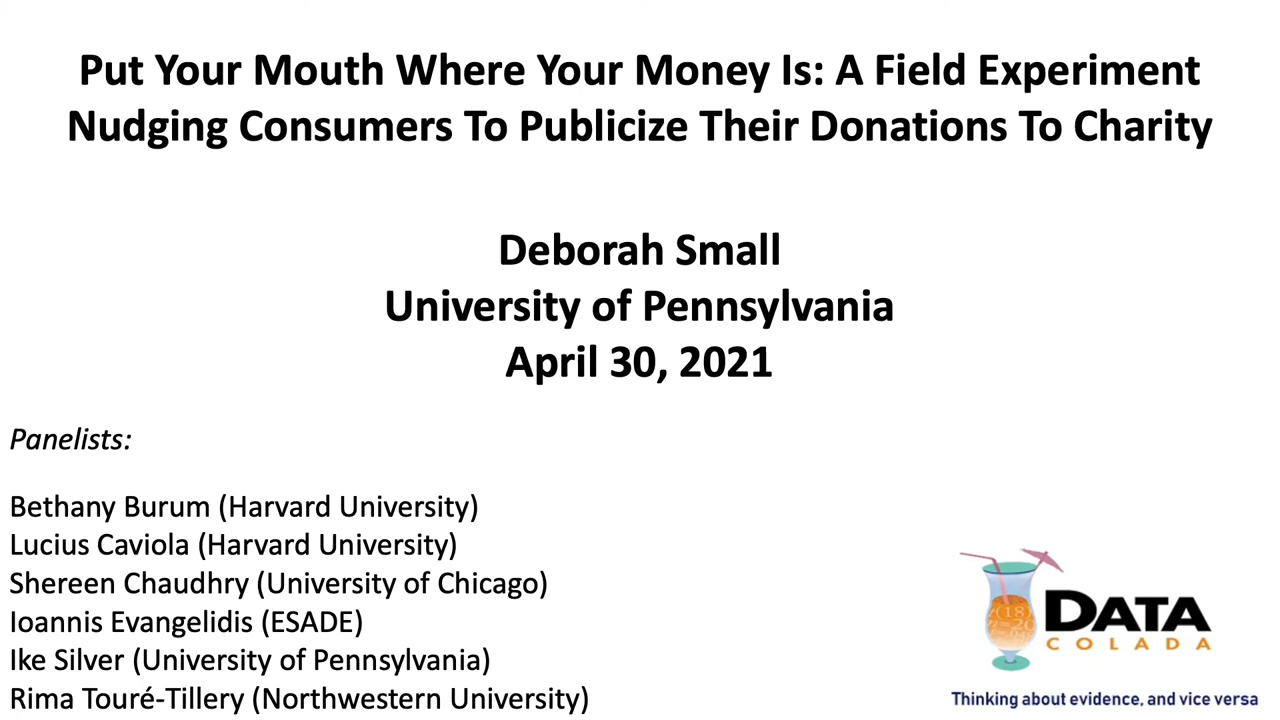 Put Your Mouth Where Your Money Is: A Field Experiment
Nudging Consumers To Publicize Their Donations To Charity
Deborah Small
University of Pennsylvania
April 30, 2021
Panelists:
Bethany Burum (Harvard University)
Lucius Caviola (Harvard University)
Shereen Chaudhry (University of Chicago)
Ioannis Evangelidis (ESADE)
Ike Silver (University of Pennsylvania)
Rima Touré-Tillery (Northwestern University)
DATA
COLADA
Thinking about evidence, and vice versa